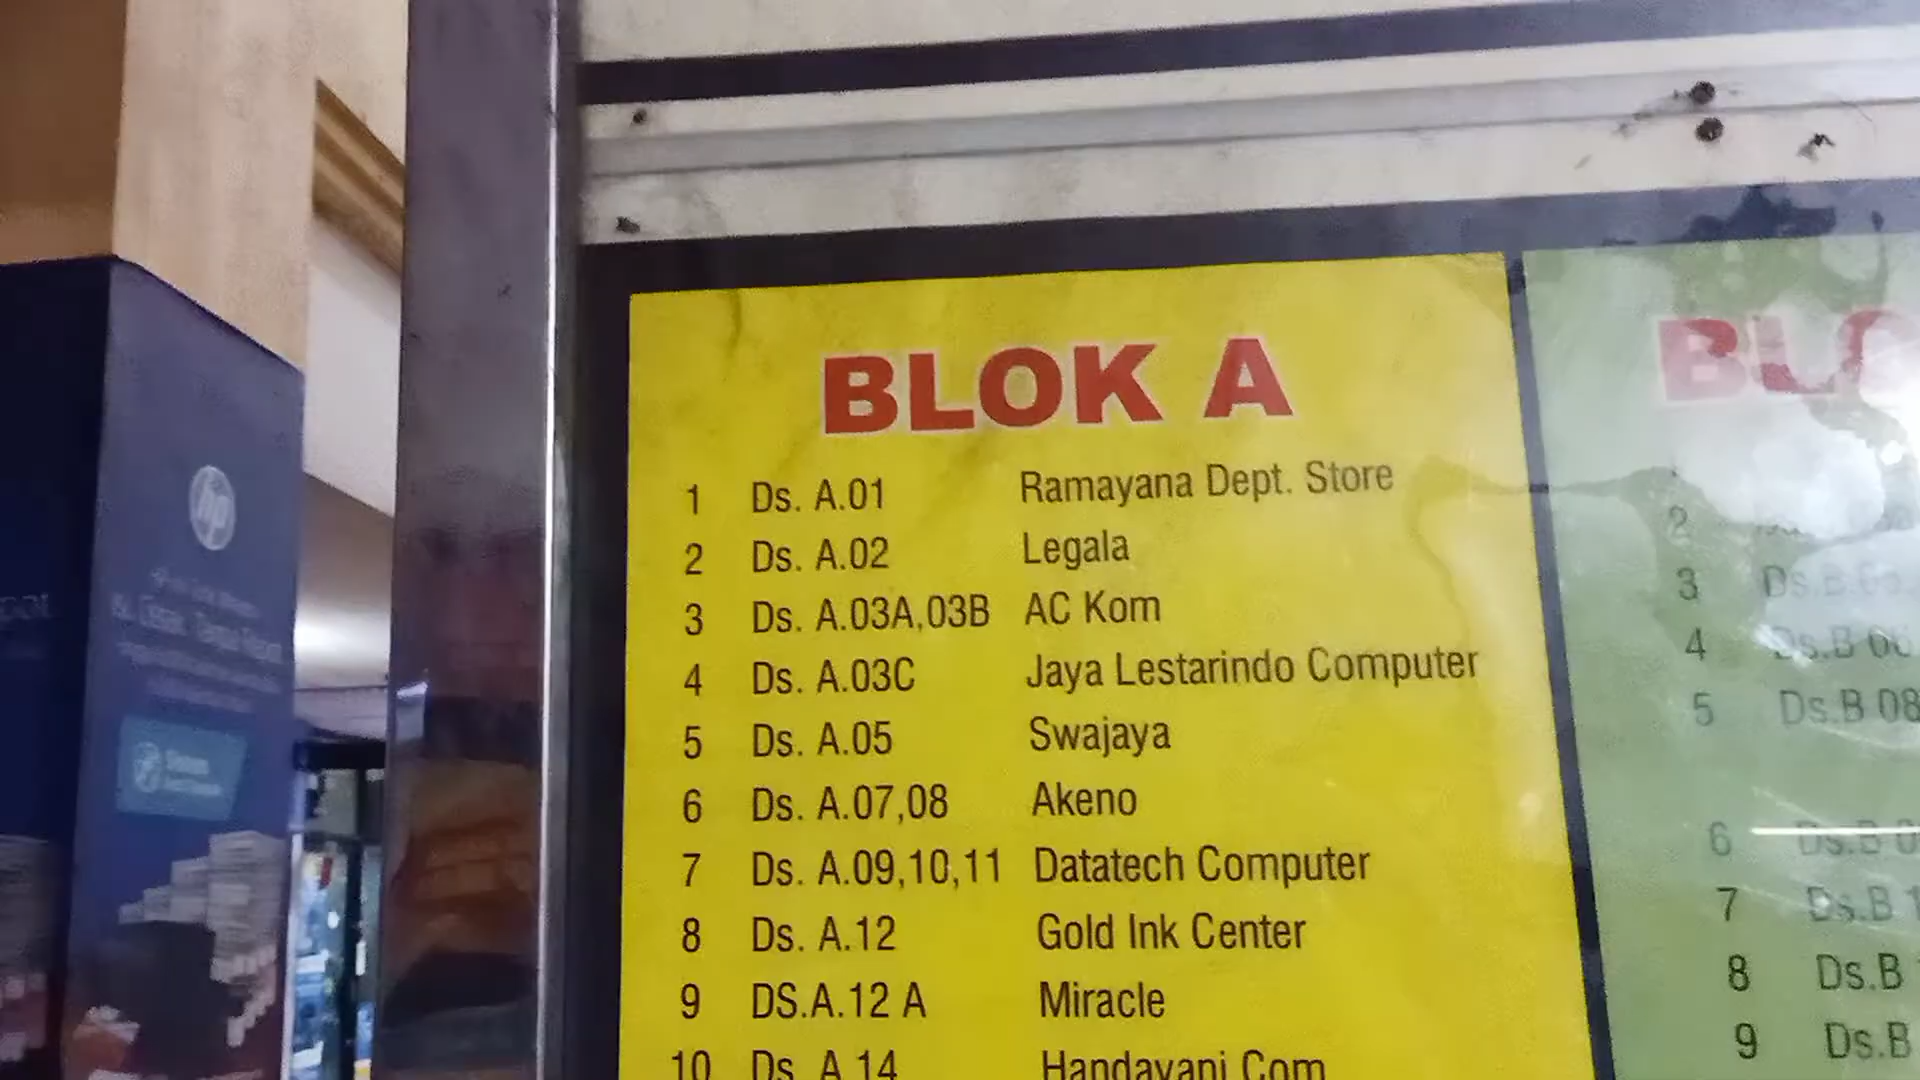 BLOK A
1 Ds. A.01 Ramayana Dept. Store
2 Ds. A.02 Legala
3 Ds. A.03A,03B AC Kom
4 Ds. A.03C Jaya Lestarindo Computer
5 Ds. A.05 Swajaya
6 Ds. A.07,08 Akeno
7 Ds. A.09,10,11 Datatech Computer
8 Ds. A.12 Gold Ink Center
9 DS.A.12 A Miracle
10 Ds. A.14 Handayani Com
2
3 Ds.B
4 Ds.B
5 Ds.B 08
6 Ds.B
7 Ds.B
8 Ds.B
9 Ds.B
hp